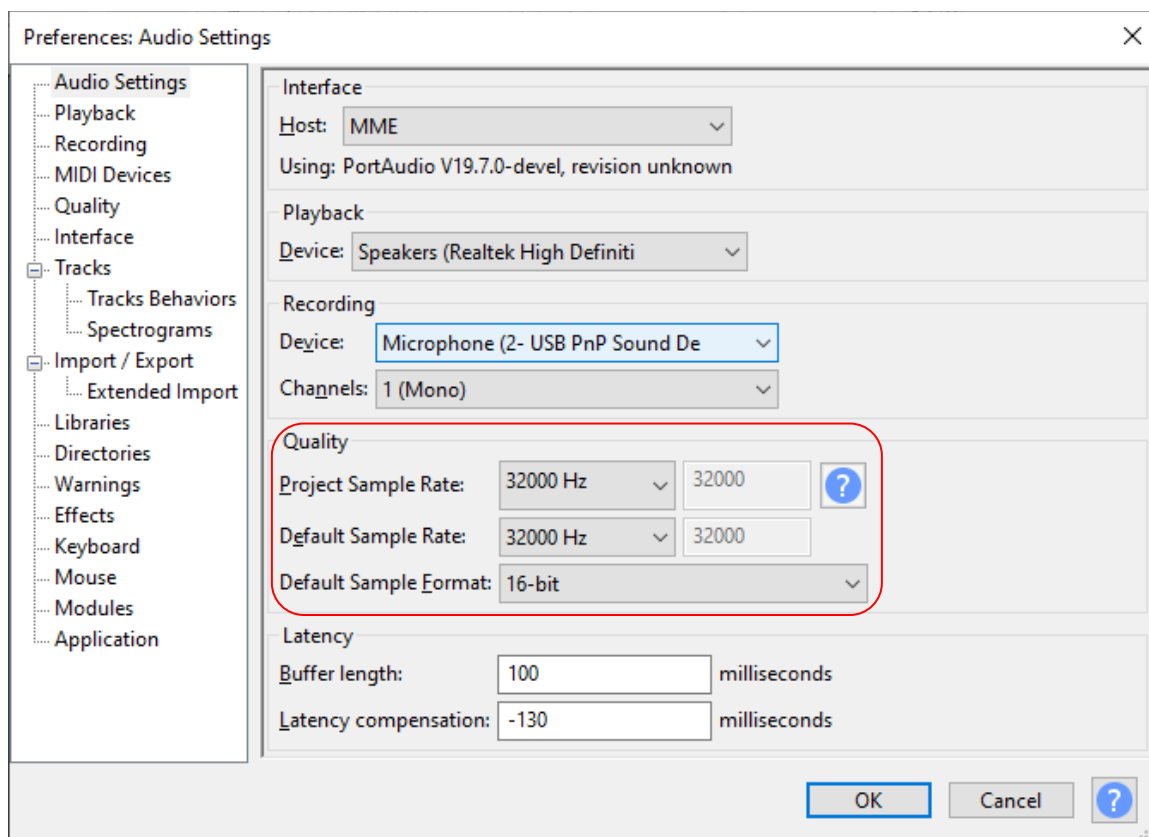 Preferences: Audio Settings
Audio Settings
Playback
Recording
MIDI Devices
Quality
Interface
Tracks
Tracks Behaviors
Spectrograms
Import / Export
Extended Import
Libraries
Directories
Warnings
Effects
Keyboard
Mouse
Modules
Application
Interface
Host: MME
Using: PortAudio V19.7.0-devel, revision unknown
Playback
Device: Speakers (Realtek High Definiti
Recording
Device: Microphone (2- USB PnP Sound De
Channels: 1 (Mono)
Quality
Project Sample Rate: 32000 Hz 32000 ?
Default Sample Rate: 32000 Hz 32000
Default Sample Format: 16-bit
Latency
Buffer length: 100 milliseconds
Latency compensation: -130 milliseconds
OK Cancel ?